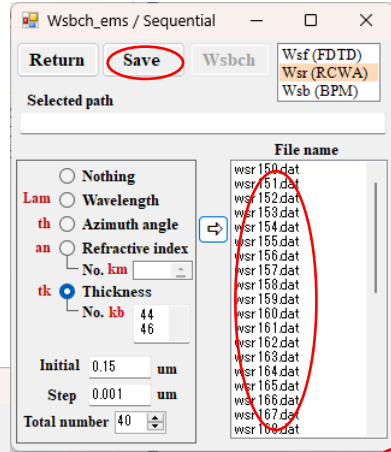 Wsbch_ems / Sequential
Return Save Wsbch
Wsf (FDTD)
Wsr (RCWA)
Wsb (BPM)
Selected path
File name
Nothing
Lam Wavelength
th Azimuth angle
an Refractive index
No. km
tk Thickness
No. kb 44
46
Initial 0.15 um
Step 0.001 um
Total number 40
wsr150.dat
wsr151.dat
wsr152.dat
wsr153.dat
wsr154.dat
wsr155.dat
wsr156.dat
wsr157.dat
wsr158.dat
wsr159.dat
wsr160.dat
wsr161.dat
wsr162.dat
wsr163.dat
wsr164.dat
wsr165.dat
wsr166.dat
wsr167.dat
wsr168.dat